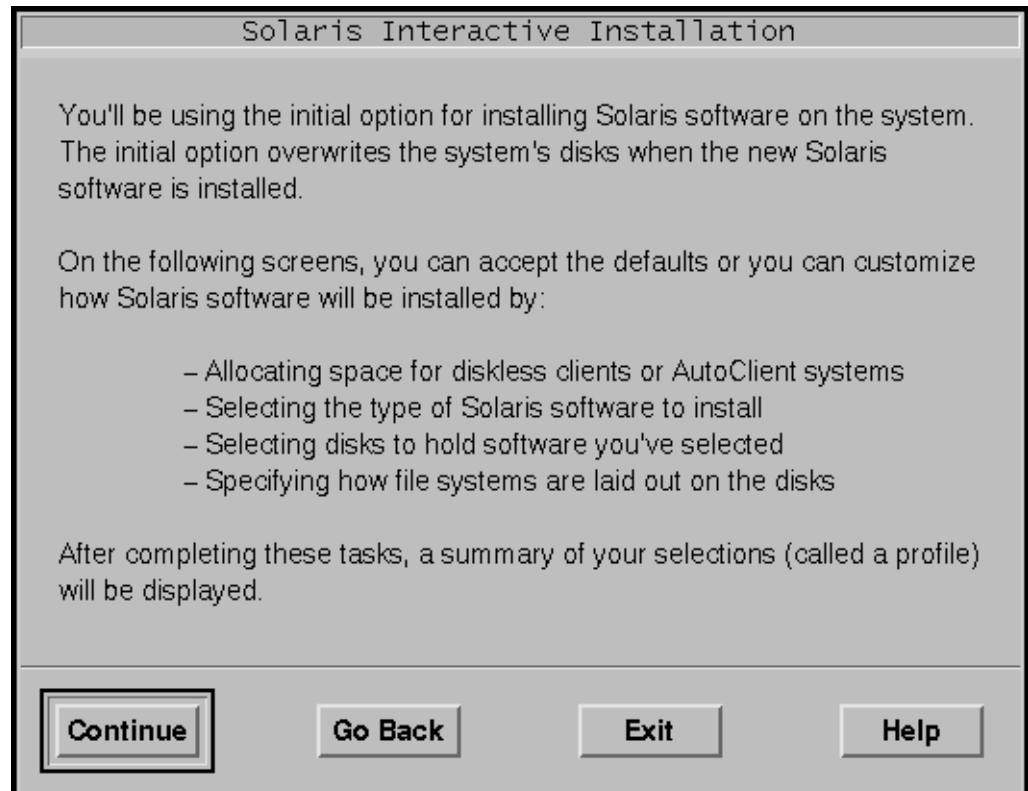 Solaris Interactive Installation
You'll be using the initial option for installing Solaris software on the system.
The initial option overwrites the system's disks when the new Solaris
software is installed.
On the following screens, you can accept the defaults or you can customize
how Solaris software will be installed by:
– Allocating space for diskless clients or AutoClient systems
– Selecting the type of Solaris software to install
– Selecting disks to hold software you've selected
– Specifying how file systems are laid out on the disks
After completing these tasks, a summary of your selections (called a profile)
will be displayed.
Continue Go Back Exit Help